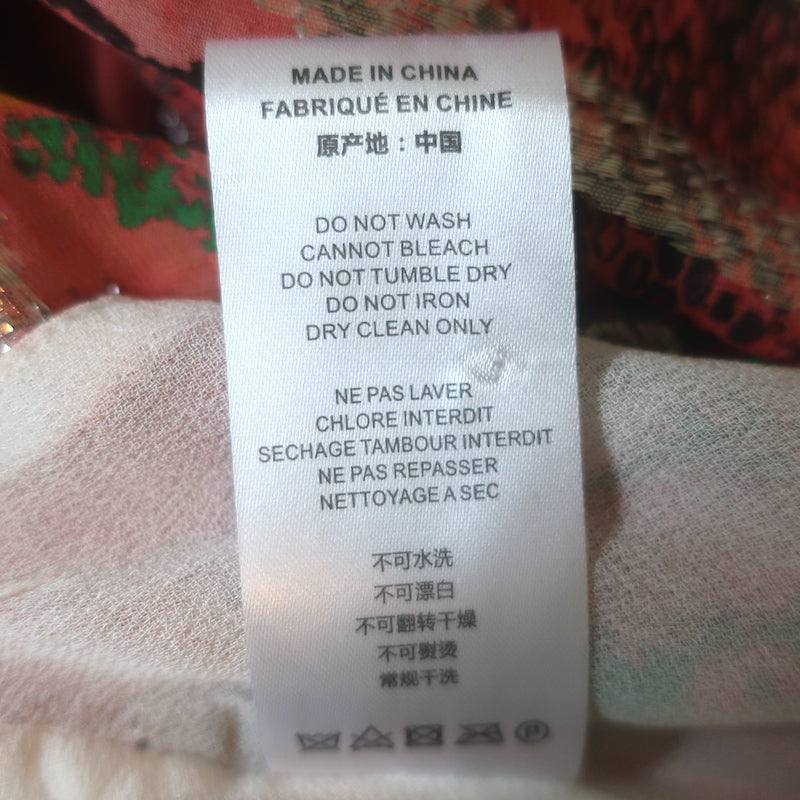 MADE IN CHINA
FABRIQUÉ EN CHINE
原产地：中国
DO NOT WASH
CANNOT BLEACH
DO NOT TUMBLE DRY
DO NOT IRON
DRY CLEAN ONLY
NE PAS LAVER
CHLORE INTERDIT
SECHAGE TAMBOUR INTERDIT
NE PAS REPASSER
NETTOYAGE A SEC
不可水洗
不可漂白
不可翻转干燥
不可熨烫
常规干洗
P